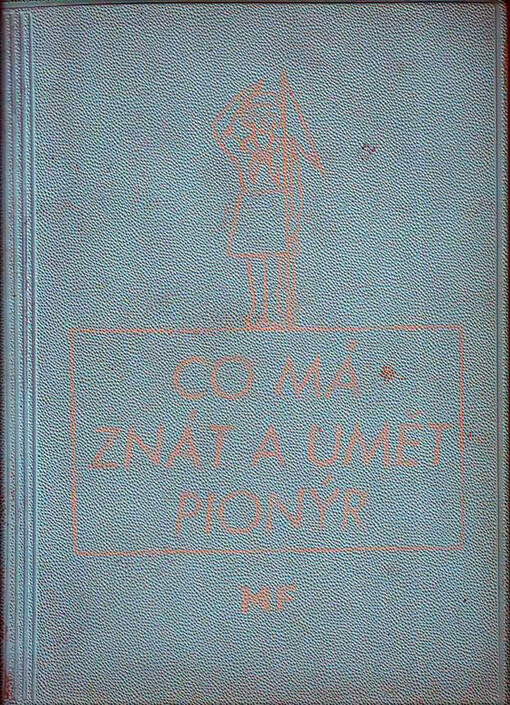 CO MÁ
ZNÁT A UMĚT
PIONÝR
MF